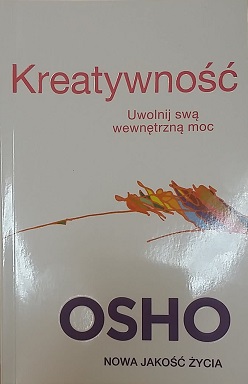 Kreatywność
Uwolnij swą
wewnętrzną moc
OSHO
NOWA JAKOŚĆ ŻYCIA